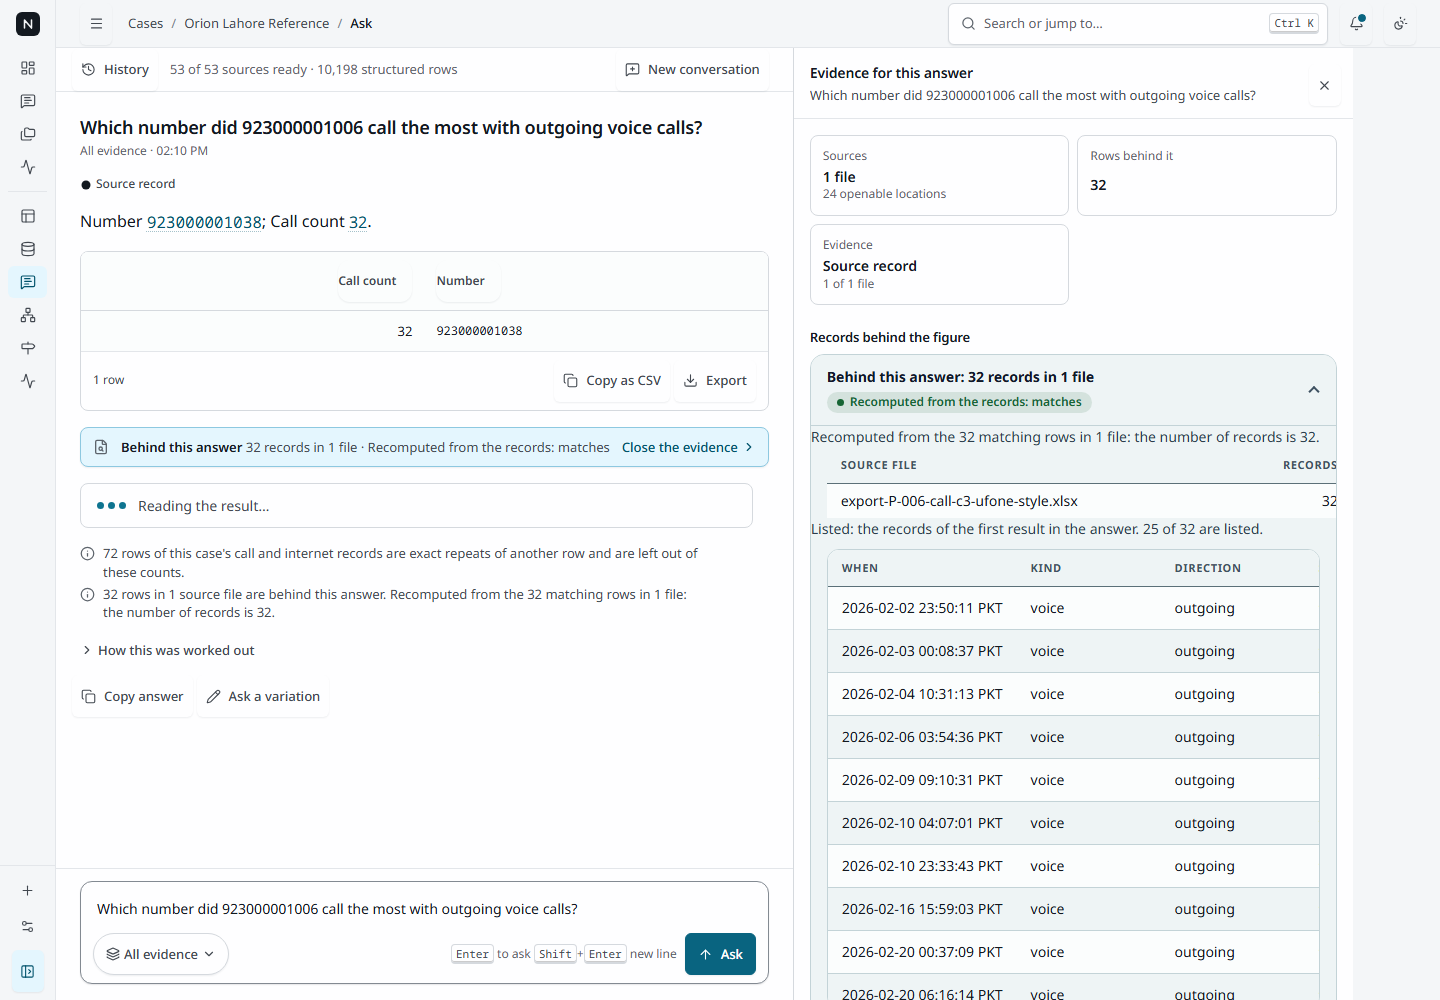 N
Cases / Orion Lahore Reference / Ask
Search or jump to... Ctrl K
History 53 of 53 sources ready · 10,198 structured rows New conversation
Which number did 923000001006 call the most with outgoing voice calls?
All evidence · 02:10 PM
Source record
Number 923000001038; Call count 32.
Call count Number
32 923000001038
1 row Copy as CSV Export
Behind this answer 32 records in 1 file · Recomputed from the records: matches Close the evidence
Reading the result...
72 rows of this case's call and internet records are exact repeats of another row and are left out of
these counts.
32 rows in 1 source file are behind this answer. Recomputed from the 32 matching rows in 1 file:
the number of records is 32.
How this was worked out
Copy answer Ask a variation
Which number did 923000001006 call the most with outgoing voice calls?
All evidence Enter to ask Shift + Enter new line Ask
Evidence for this answer
Which number did 923000001006 call the most with outgoing voice calls?
Sources
1 file
24 openable locations
Rows behind it
32
Evidence
Source record
1 of 1 file
Records behind the figure
Behind this answer: 32 records in 1 file
Recomputed from the records: matches
Recomputed from the 32 matching rows in 1 file: the number of records is 32.
SOURCE FILE RECORDS
export-P-006-call-c3-ufone-style.xlsx 32
Listed: the records of the first result in the answer. 25 of 32 are listed.
WHEN KIND DIRECTION
2026-02-02 23:50:11 PKT voice outgoing
2026-02-03 00:08:37 PKT voice outgoing
2026-02-04 10:31:13 PKT voice outgoing
2026-02-06 03:54:36 PKT voice outgoing
2026-02-09 09:10:31 PKT voice outgoing
2026-02-10 04:07:01 PKT voice outgoing
2026-02-10 23:33:43 PKT voice outgoing
2026-02-16 15:59:03 PKT voice outgoing
2026-02-20 00:37:09 PKT voice outgoing
2026-02-20 06:16:14 PKT voice outgoing